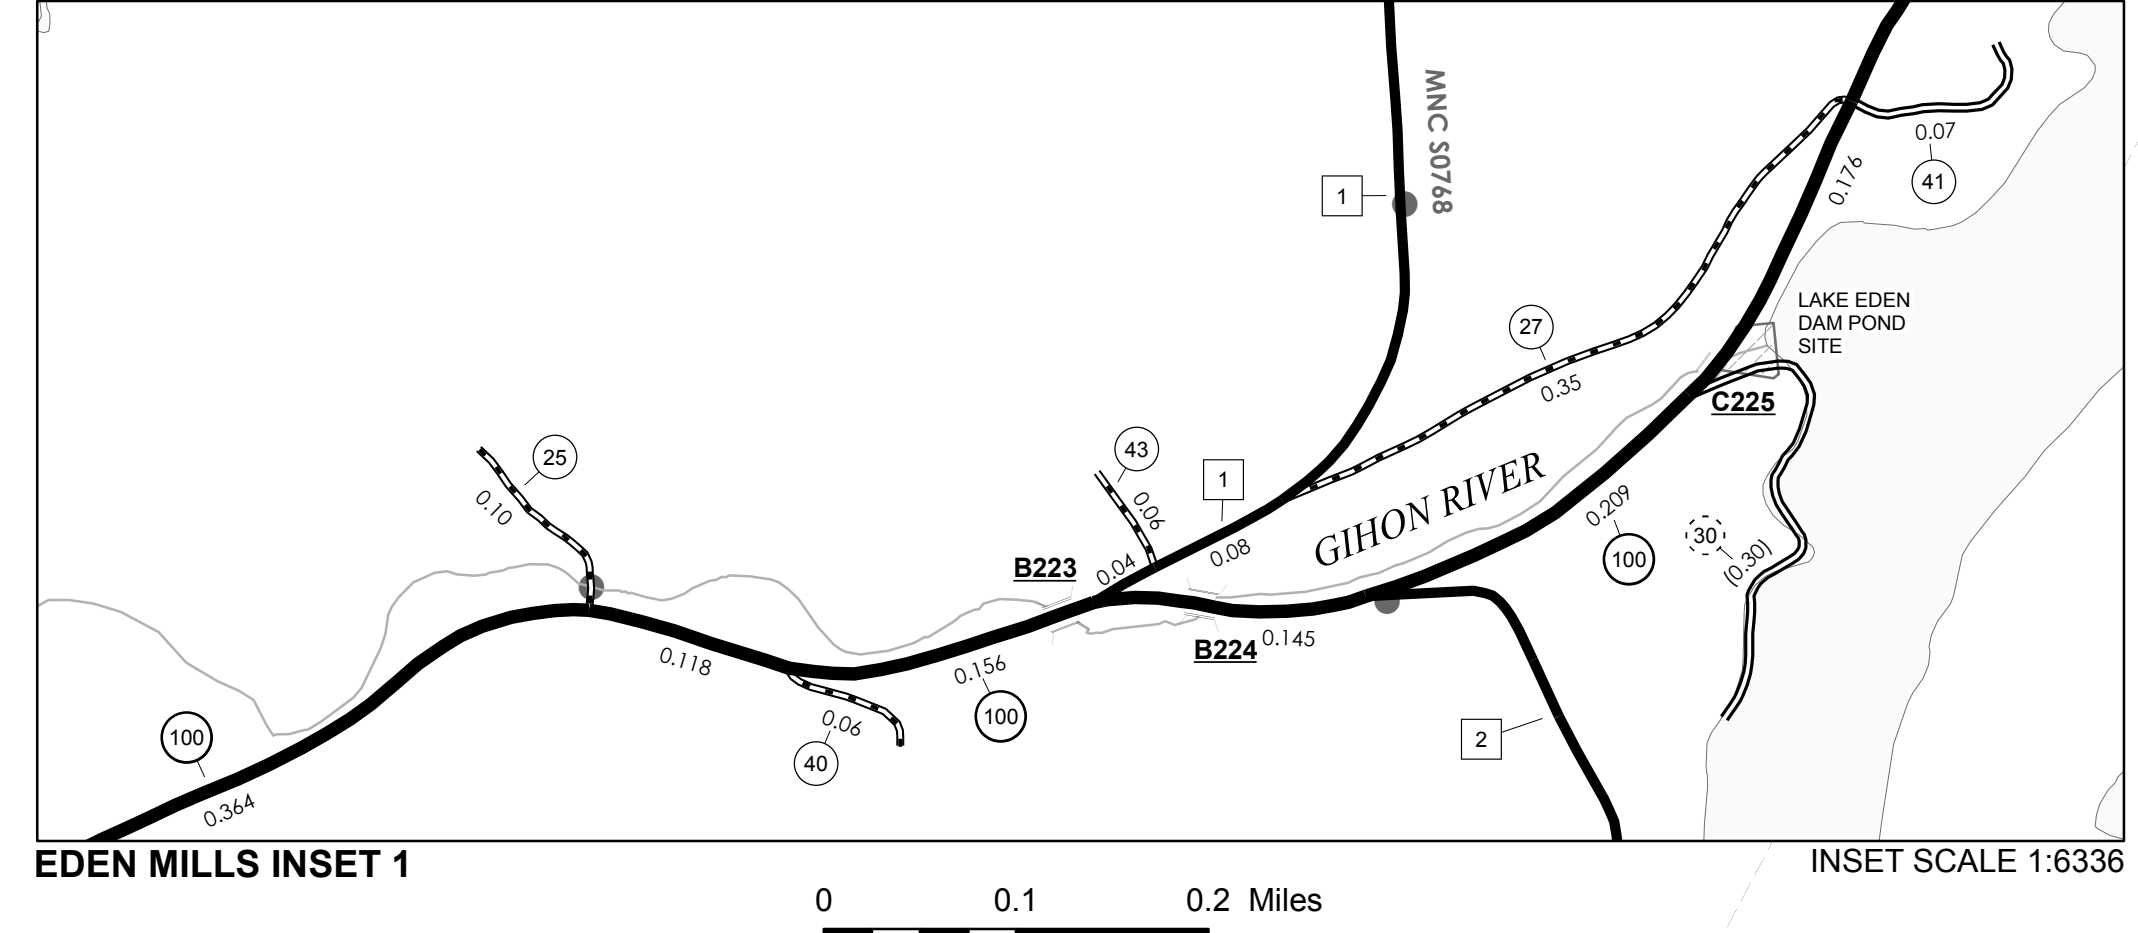 MNC S0768
1
0.07
41
0.176
LAKE EDEN
DAM POND
SITE
27
0.35
C225
25
0.10
43
0.06
1
0.08
0.04
B223
GIHON RIVER
0.209
100
30
(0.30)
B224
0.145
0.118
0.156
100
2
0.06
40
100
0.364
EDEN MILLS INSET 1
INSET SCALE 1:6336
0 0.1 0.2 Miles